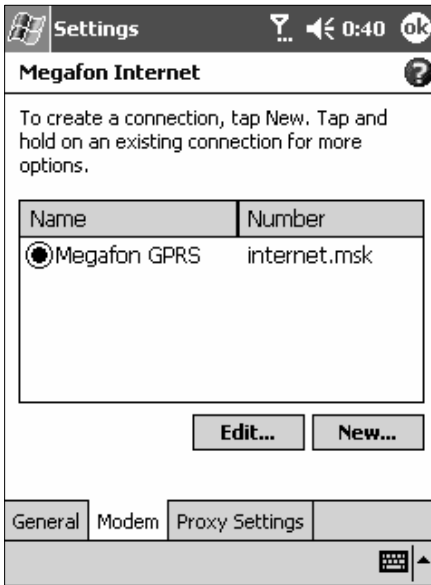 Settings 0:40 ok
Megafon Internet ?
To create a connection, tap New. Tap and
hold on an existing connection for more
options.
Name Number
Megafon GPRS internet.msk
Edit... New...
General Modem Proxy Settings